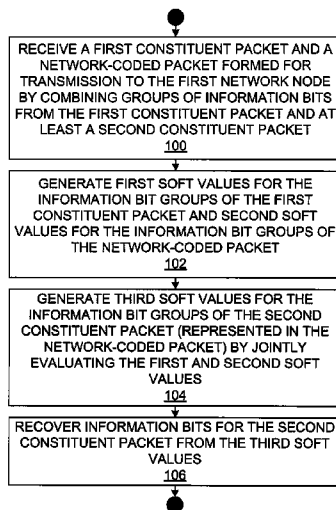 RECEIVE A FIRST CONSTITUENT PACKET AND A
NETWORK-CODED PACKET FORMED FOR
TRANSMISSION TO THE FIRST NETWORK NODE
BY COMBINING GROUPS OF INFORMATION BITS
FROM THE FIRST CONSTITUENT PACKET AND AT
LEAST A SECOND CONSTITUENT PACKET
100
GENERATE FIRST SOFT VALUES FOR THE
INFORMATION BIT GROUPS OF THE FIRST
CONSTITUENT PACKET AND SECOND SOFT
VALUES FOR THE INFORMATION BIT GROUPS OF
THE NETWORK-CODED PACKET
102
GENERATE THIRD SOFT VALUES FOR THE
INFORMATION BIT GROUPS OF THE SECOND
CONSTITUENT PACKET (REPRESENTED IN THE
NETWORK-CODED PACKET) BY JOINTLY
EVALUATING THE FIRST AND SECOND SOFT
VALUES
104
RECOVER INFORMATION BITS FOR THE SECOND
CONSTITUENT PACKET FROM THE THIRD SOFT
VALUES
106